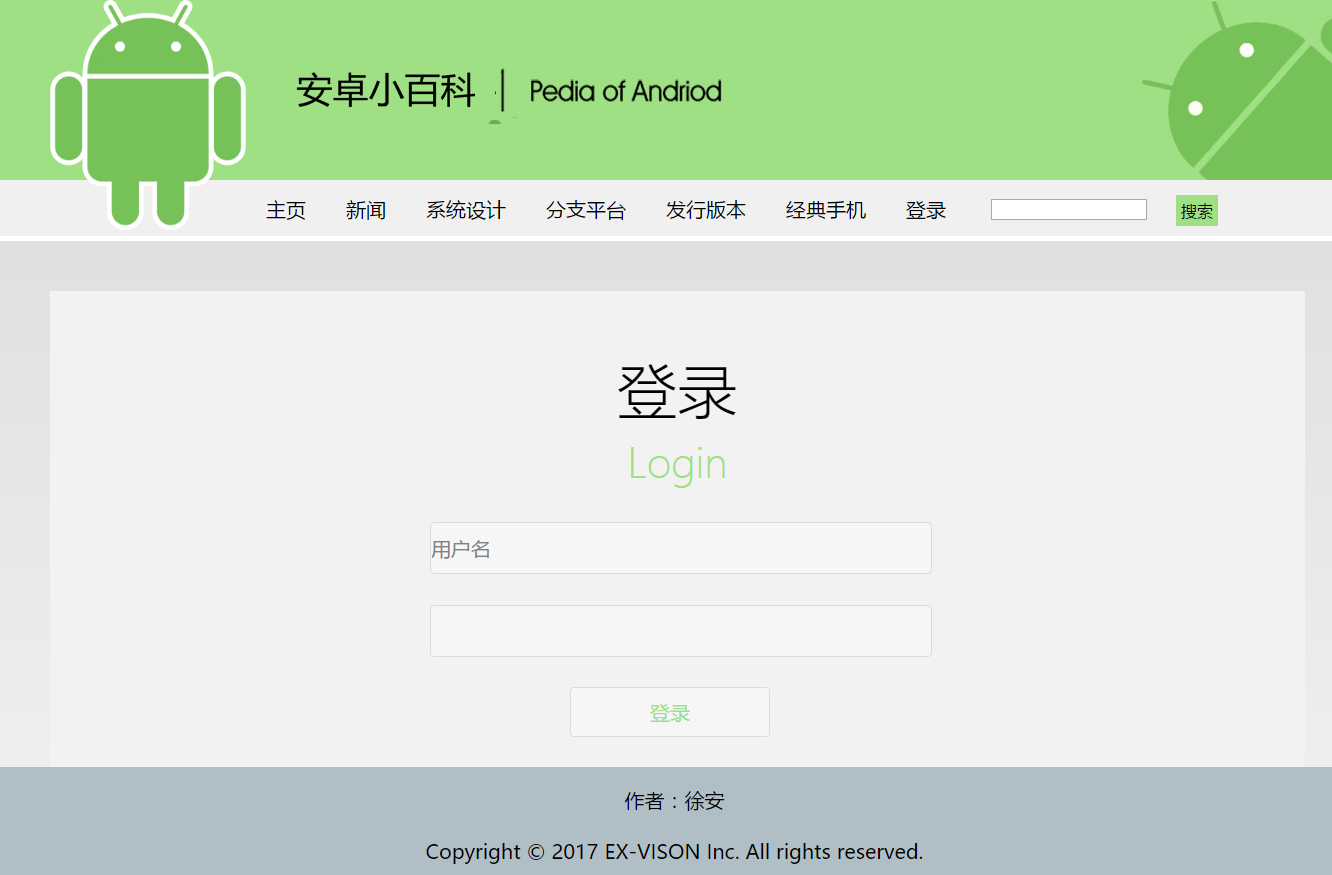 安卓小百科 | Pedia of Andriod
主页 新闻 系统设计 分支平台 发行版本 经典手机 登录 搜索
登录
Login
用户名
登录
作者：徐安
Copyright © 2017 EX-VISON Inc. All rights reserved.